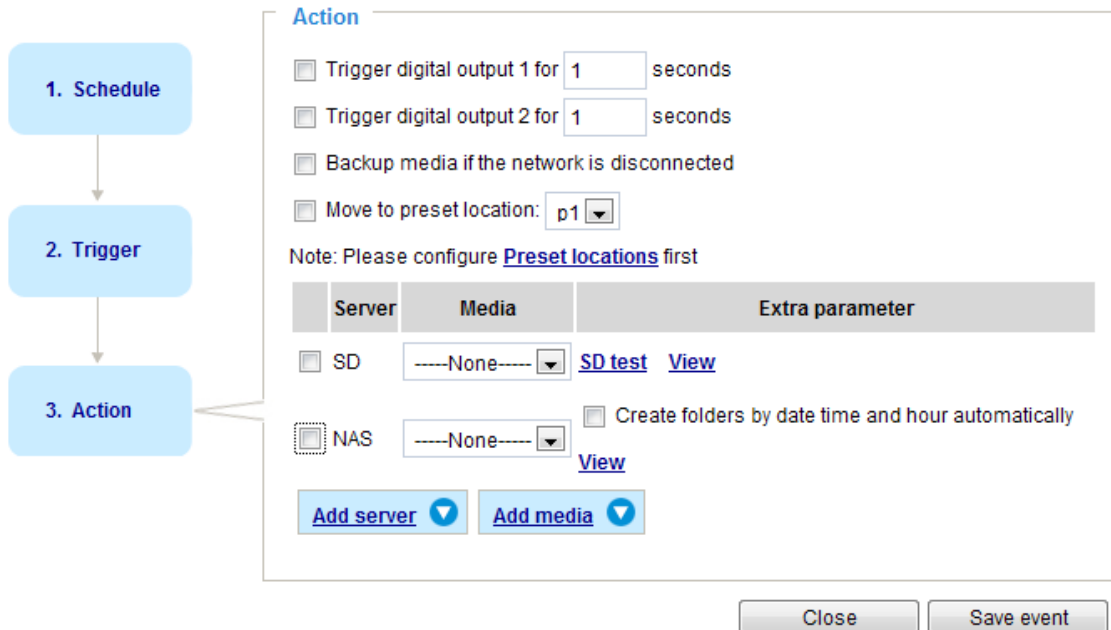 Action
1. Schedule
2. Trigger
3. Action
Trigger digital output 1 for 1 seconds
Trigger digital output 2 for 1 seconds
Backup media if the network is disconnected
Move to preset location: p1
Note: Please configure Preset locations first
Server Media Extra parameter
SD -----None----- SD test View
NAS -----None----- Create folders by date time and hour automatically
View
Add server Add media
Close Save event